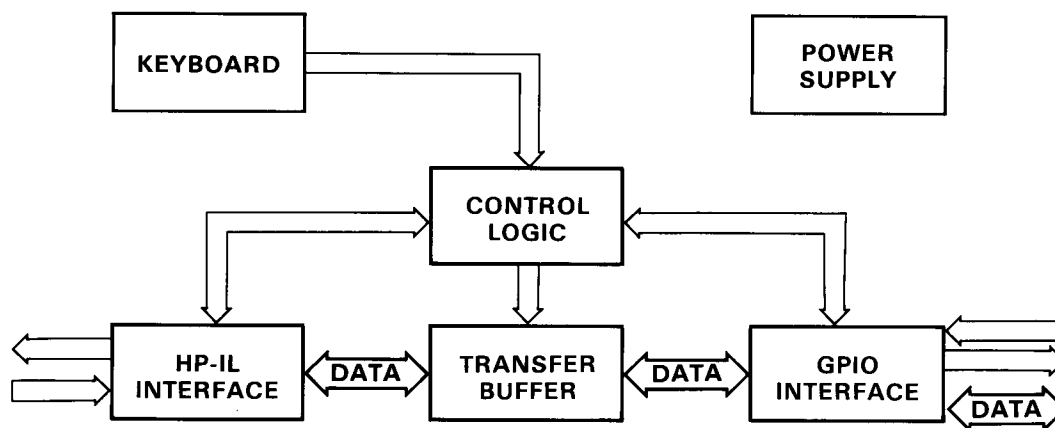 KEYBOARD
POWER
SUPPLY
CONTROL
LOGIC
HP-IL
INTERFACE
DATA
TRANSFER
BUFFER
DATA
GPIO
INTERFACE
DATA